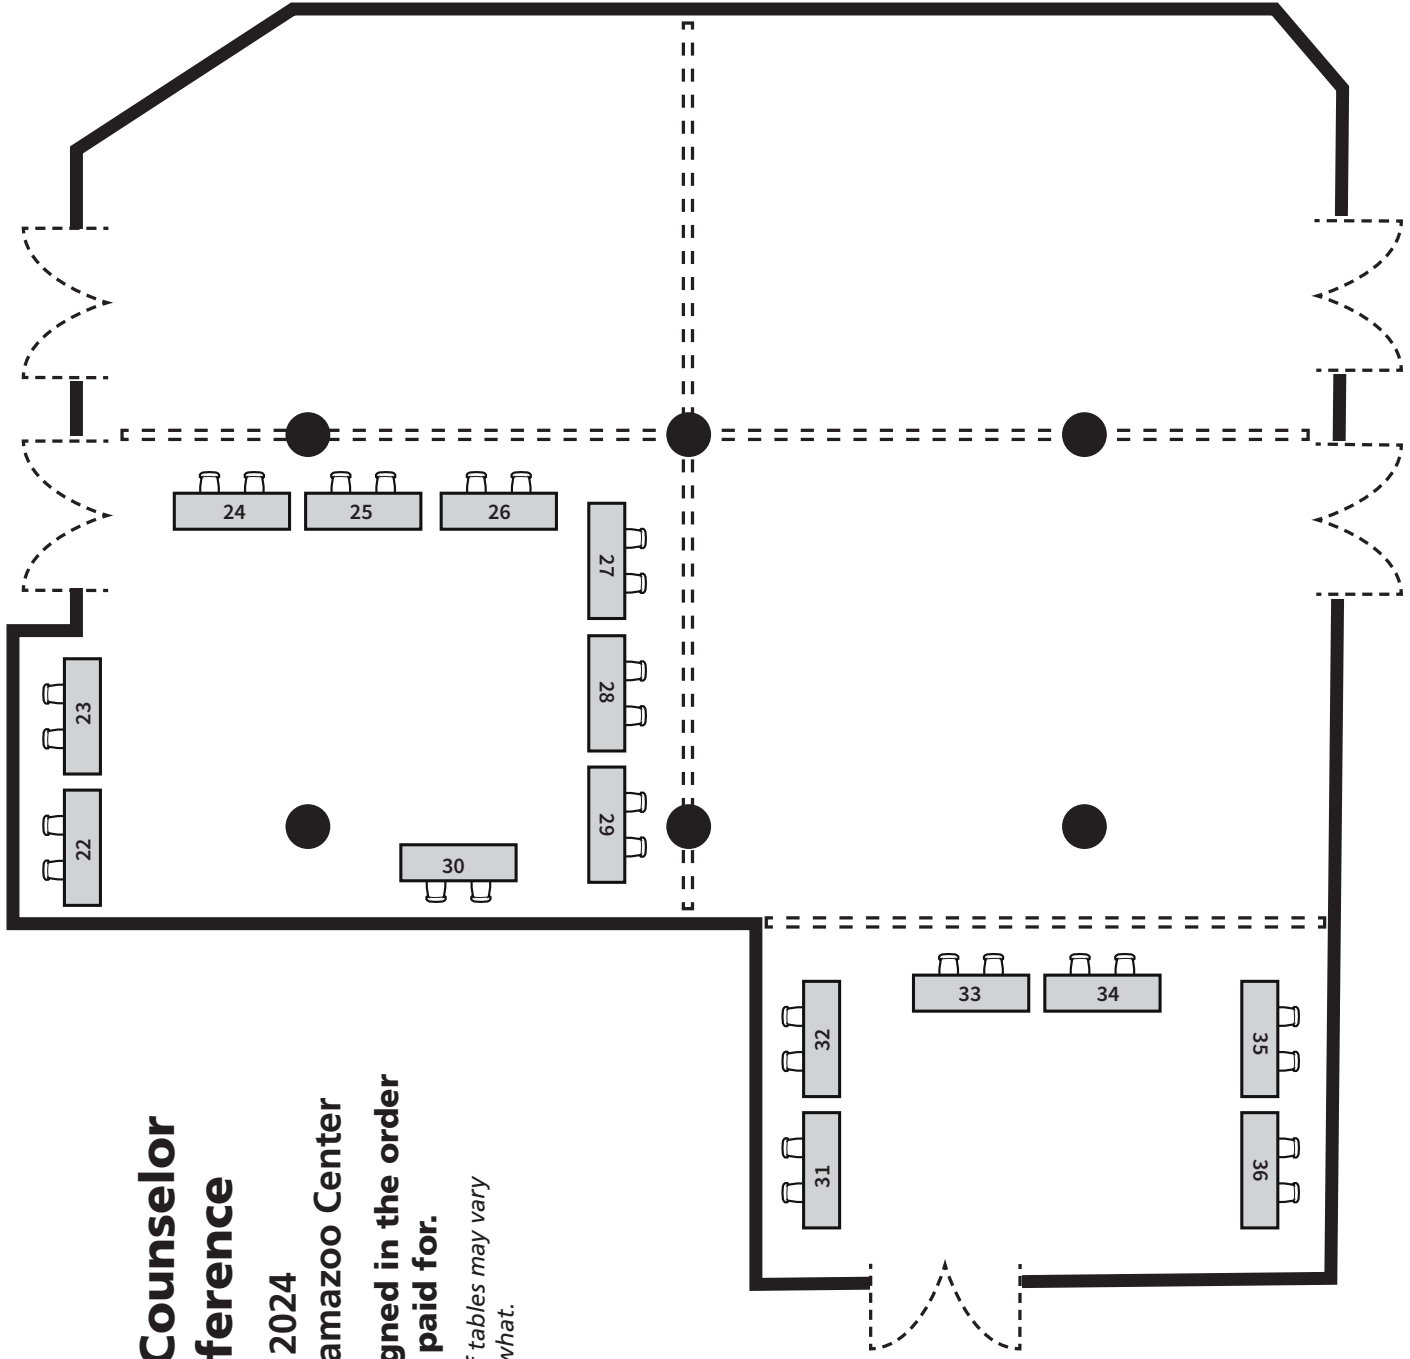 24
25
26
27
28
29
30
23
22
33
34
32
31
35
36
Counselor
ference
2024
amazoo Center
gned in the order
paid for.
tables may vary
what.